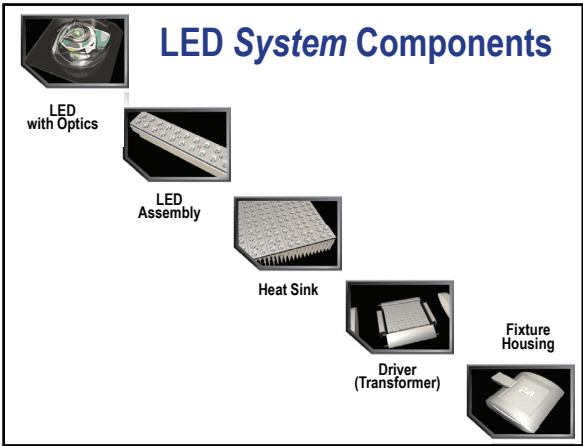 LED System Components
LED
with Optics
LED
Assembly
Heat Sink
Driver
(Transformer)
Fixture
Housing